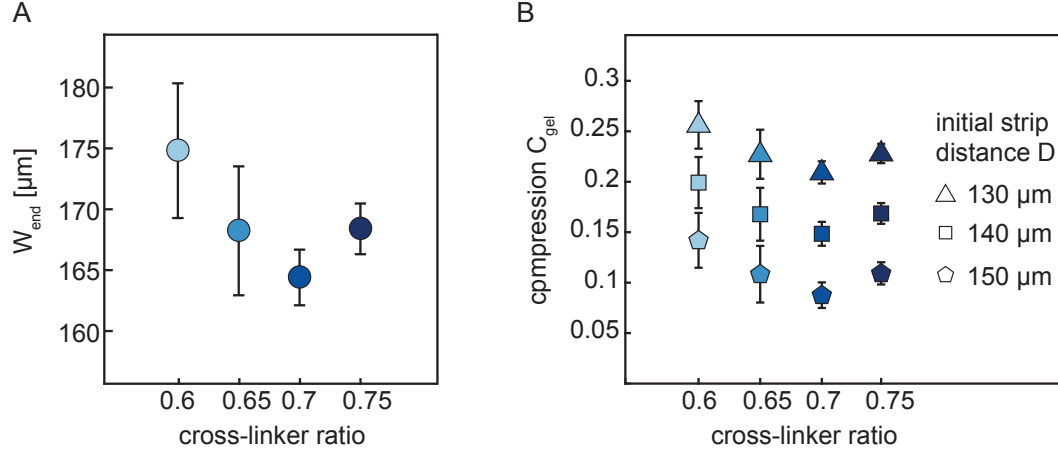 A
180
175
170
165
160
W_end [µm]
0.6 0.65 0.7 0.75
cross-linker ratio
B
0.3
0.25
0.2
0.15
0.1
0.05
cpmpression C_gel
0.6 0.65 0.7 0.75
cross-linker ratio
initial strip
distance D
130 µm
140 µm
150 µm